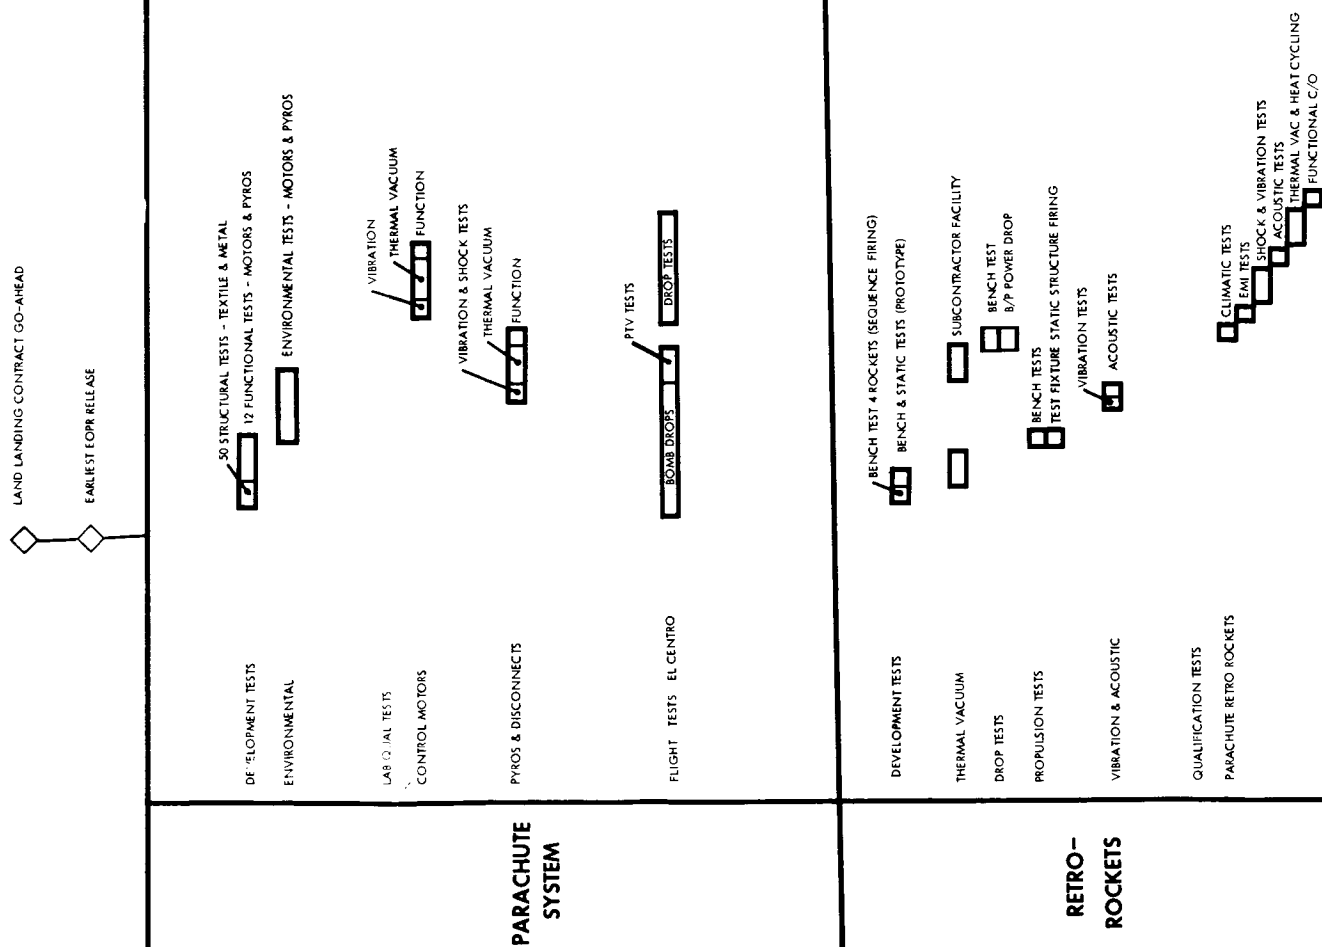 LAND LANDING CONTRACT GO-AHEAD
EARLIEST EOPR RELEASE
PARACHUTE
SYSTEM
DEVELOPMENT TESTS
50 STRUCTURAL TESTS - TEXTILE & METAL
12 FUNCTIONAL TESTS - MOTORS & PYROS
ENVIRONMENTAL
ENVIRONMENTAL TESTS - MOTORS & PYROS
LAB QUAL TESTS
CONTROL MOTORS
VIBRATION
THERMAL VACUUM
FUNCTION
PYROS & DISCONNECTS
VIBRATION & SHOCK TESTS
THERMAL VACUUM
FUNCTION
FLIGHT TESTS EL CENTRO
BOMB DROPS
PTV TESTS
DROP TESTS
RETRO-
ROCKETS
DEVELOPMENT TESTS
BENCH TEST 4 ROCKETS (SEQUENCE FIRING)
BENCH & STATIC TESTS (PROTOTYPE)
THERMAL VACUUM
SUBCONTRACTOR FACILITY
DROP TESTS
BENCH TEST
B/P POWER DROP
PROPULSION TESTS
BENCH TESTS
TEST FIXTURE STATIC STRUCTURE FIRING
VIBRATION & ACOUSTIC
VIBRATION TESTS
ACOUSTIC TESTS
QUALIFICATION TESTS
PARACHUTE RETRO ROCKETS
CLIMATIC TESTS
EMI TESTS
SHOCK & VIBRATION TESTS
ACOUSTIC TESTS
THERMAL VAC & HEAT CYCLING
FUNCTIONAL C/O